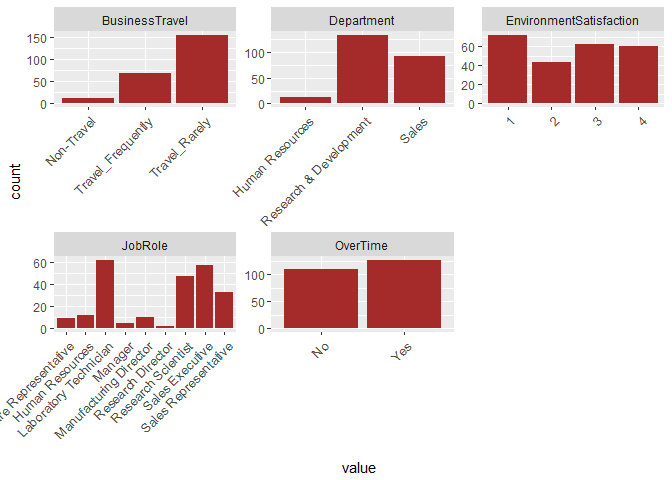 BusinessTravel
Department
EnvironmentSatisfaction
150
100
50
0
100
50
0
60
40
20
0
Non-Travel
Travel_Frequently
Travel_Rarely
Human Resources
Research & Development
Sales
1
2
3
4
count
JobRole
OverTime
60
40
20
0
100
50
0
re Representative
Human Resources
Laboratory Technician
Manager
Manufacturing Director
Research Director
Research Scientist
Sales Executive
Sales Representative
No
Yes
value